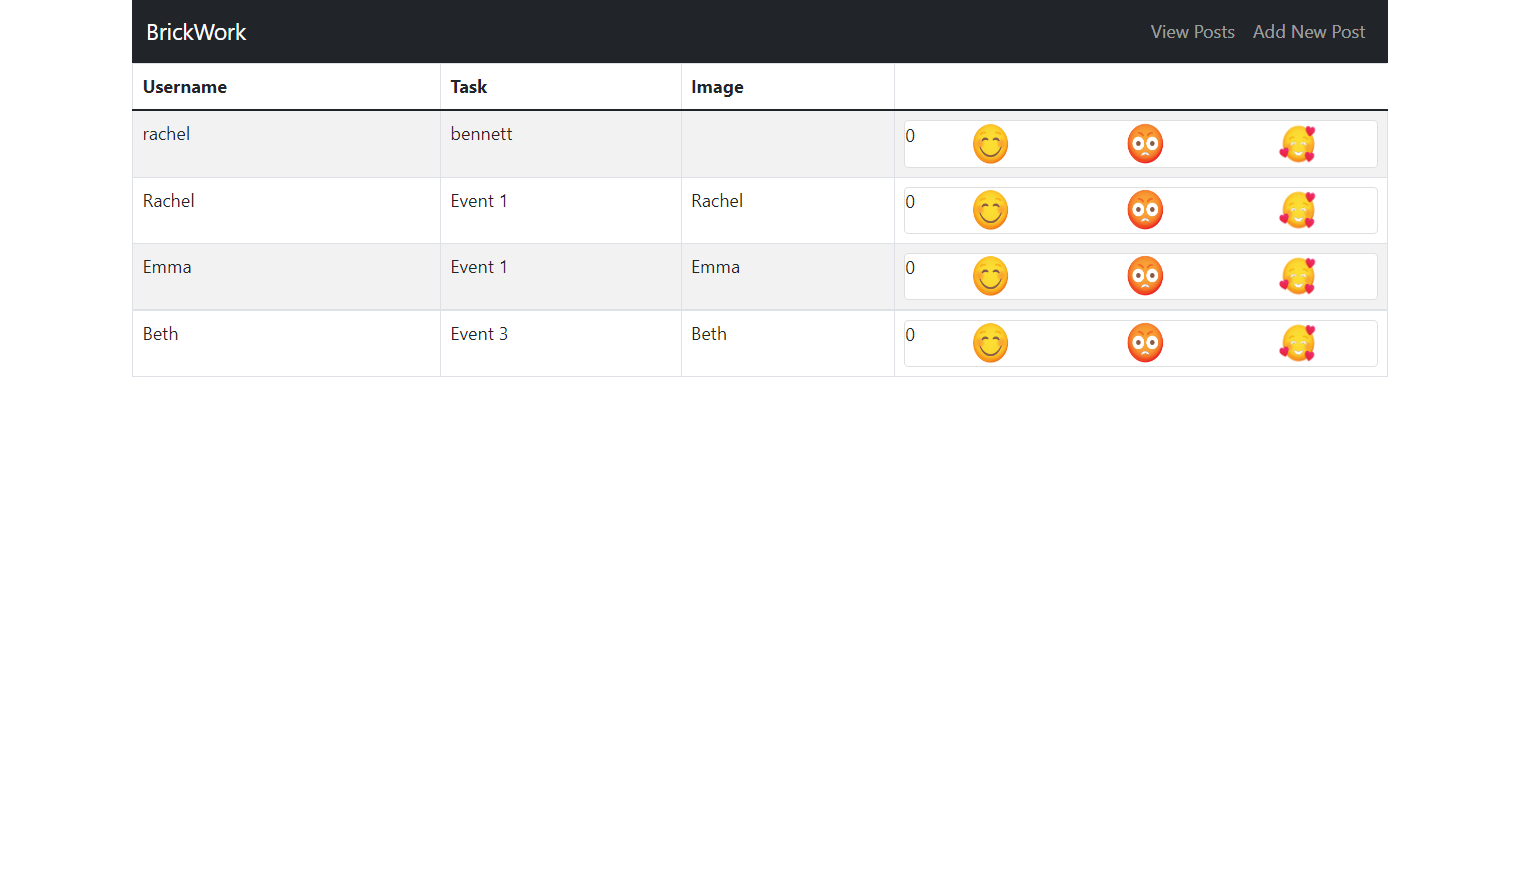 BrickWork View Posts Add New Post
Username Task Image
rachel bennett 0
Rachel Event 1 Rachel 0
Emma Event 1 Emma 0
Beth Event 3 Beth 0